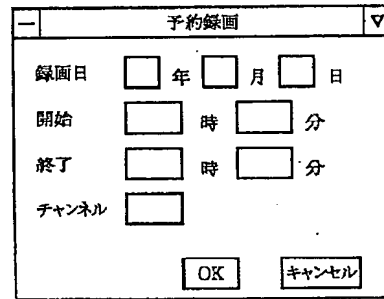 予約録画
録画日 年 月 日
開始 時 分
終了 時 分
チャンネル
OK キャンセル